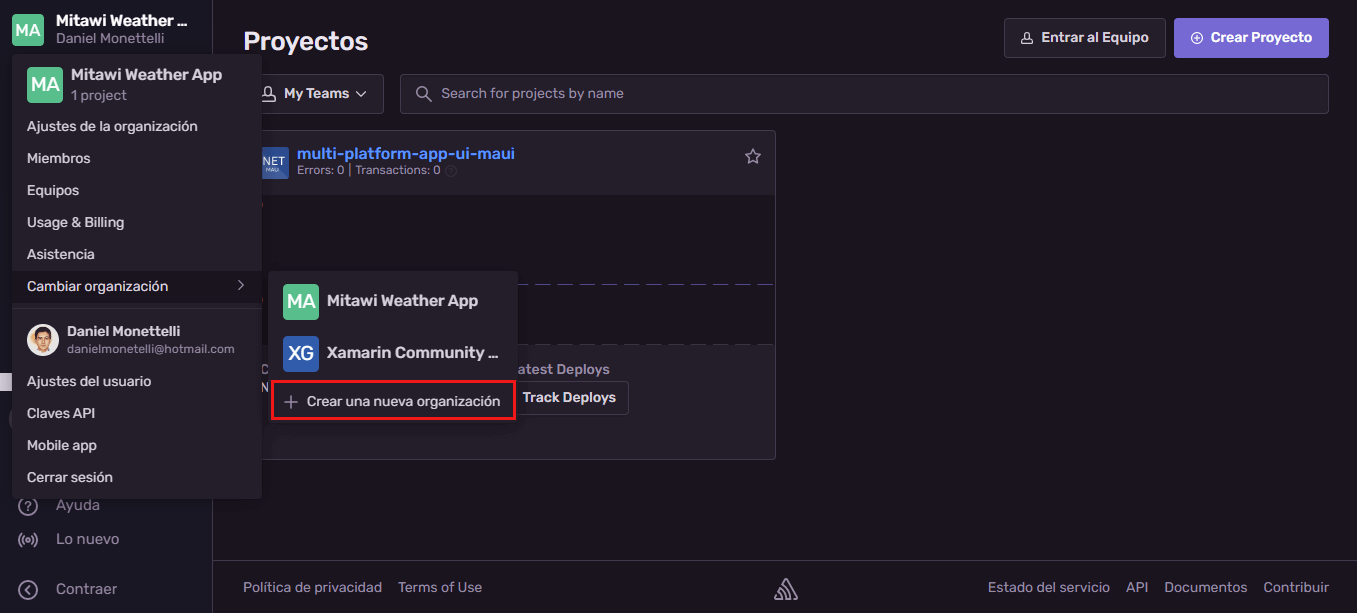 MA
Mitawi Weather ...
Daniel Monettelli
MA
Mitawi Weather App
1 project
Ajustes de la organización
Miembros
Equipos
Usage & Billing
Asistencia
Cambiar organización
Daniel Monettelli
danielmonetelli@hotmail.com
Ajustes del usuario
Claves API
Mobile app
Cerrar sesión
? Ayuda
Lo nuevo
Contraer
Proyectos
Entrar al Equipo
Crear Proyecto
My Teams
Search for projects by name
NET
MAUI
multi-platform-app-ui-maui
Errors: 0 | Transactions: 0 ?
MA
Mitawi Weather App
XG
Xamarin Community ...
+ Crear una nueva organización
atest Deploys
Track Deploys
Política de privacidad
Terms of Use
Estado del servicio
API
Documentos
Contribuir